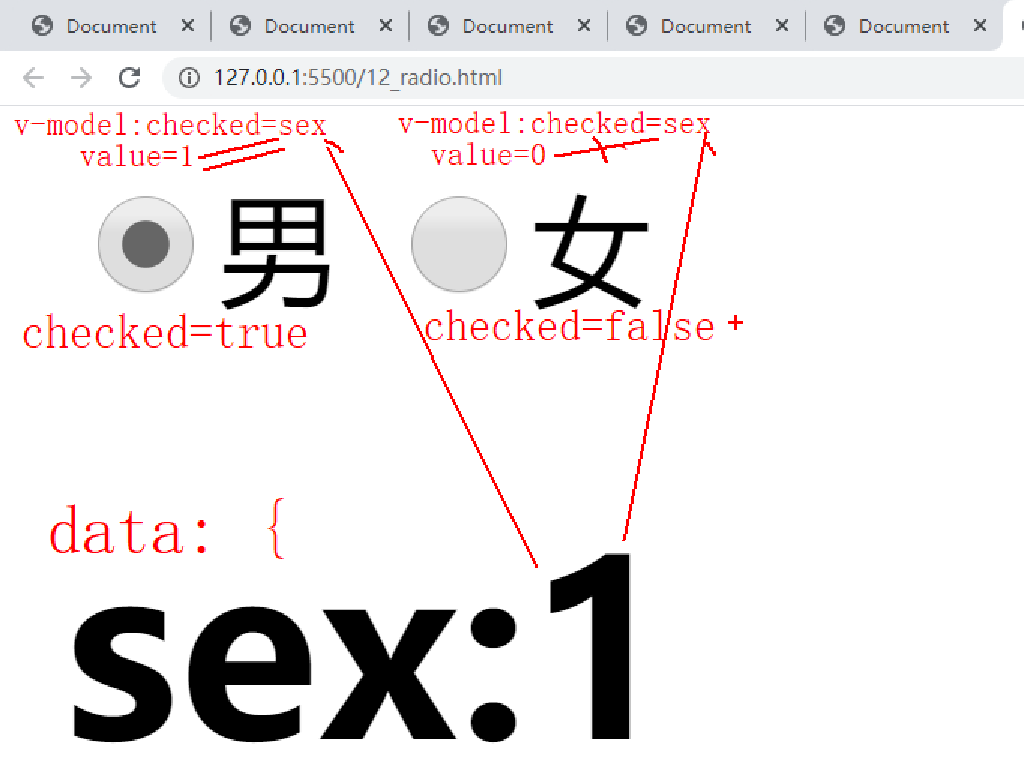 Document Document Document Document Document
127.0.0.1:5500/12_radio.html
v-model:checked=sex v-model:checked=sex
value=1 value=0
男 女
checked=true checked=false +
data: {
sex:1